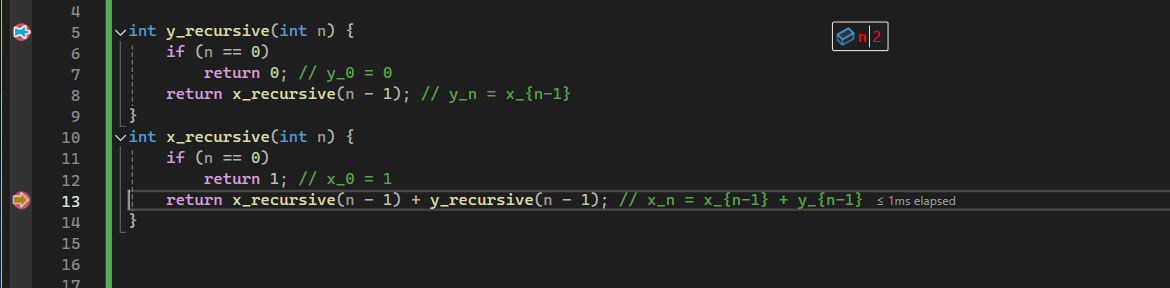 4
5 int y_recursive(int n) {
n 2
6 if (n == 0)
7 return 0; // y_0 = 0
8 return x_recursive(n - 1); // y_n = x_{n-1}
9 }
10 int x_recursive(int n) {
11 if (n == 0)
12 return 1; // x_0 = 1
13 return x_recursive(n - 1) + y_recursive(n - 1); // x_n = x_{n-1} + y_{n-1} ≤ 1ms elapsed
14 }
15
16
17